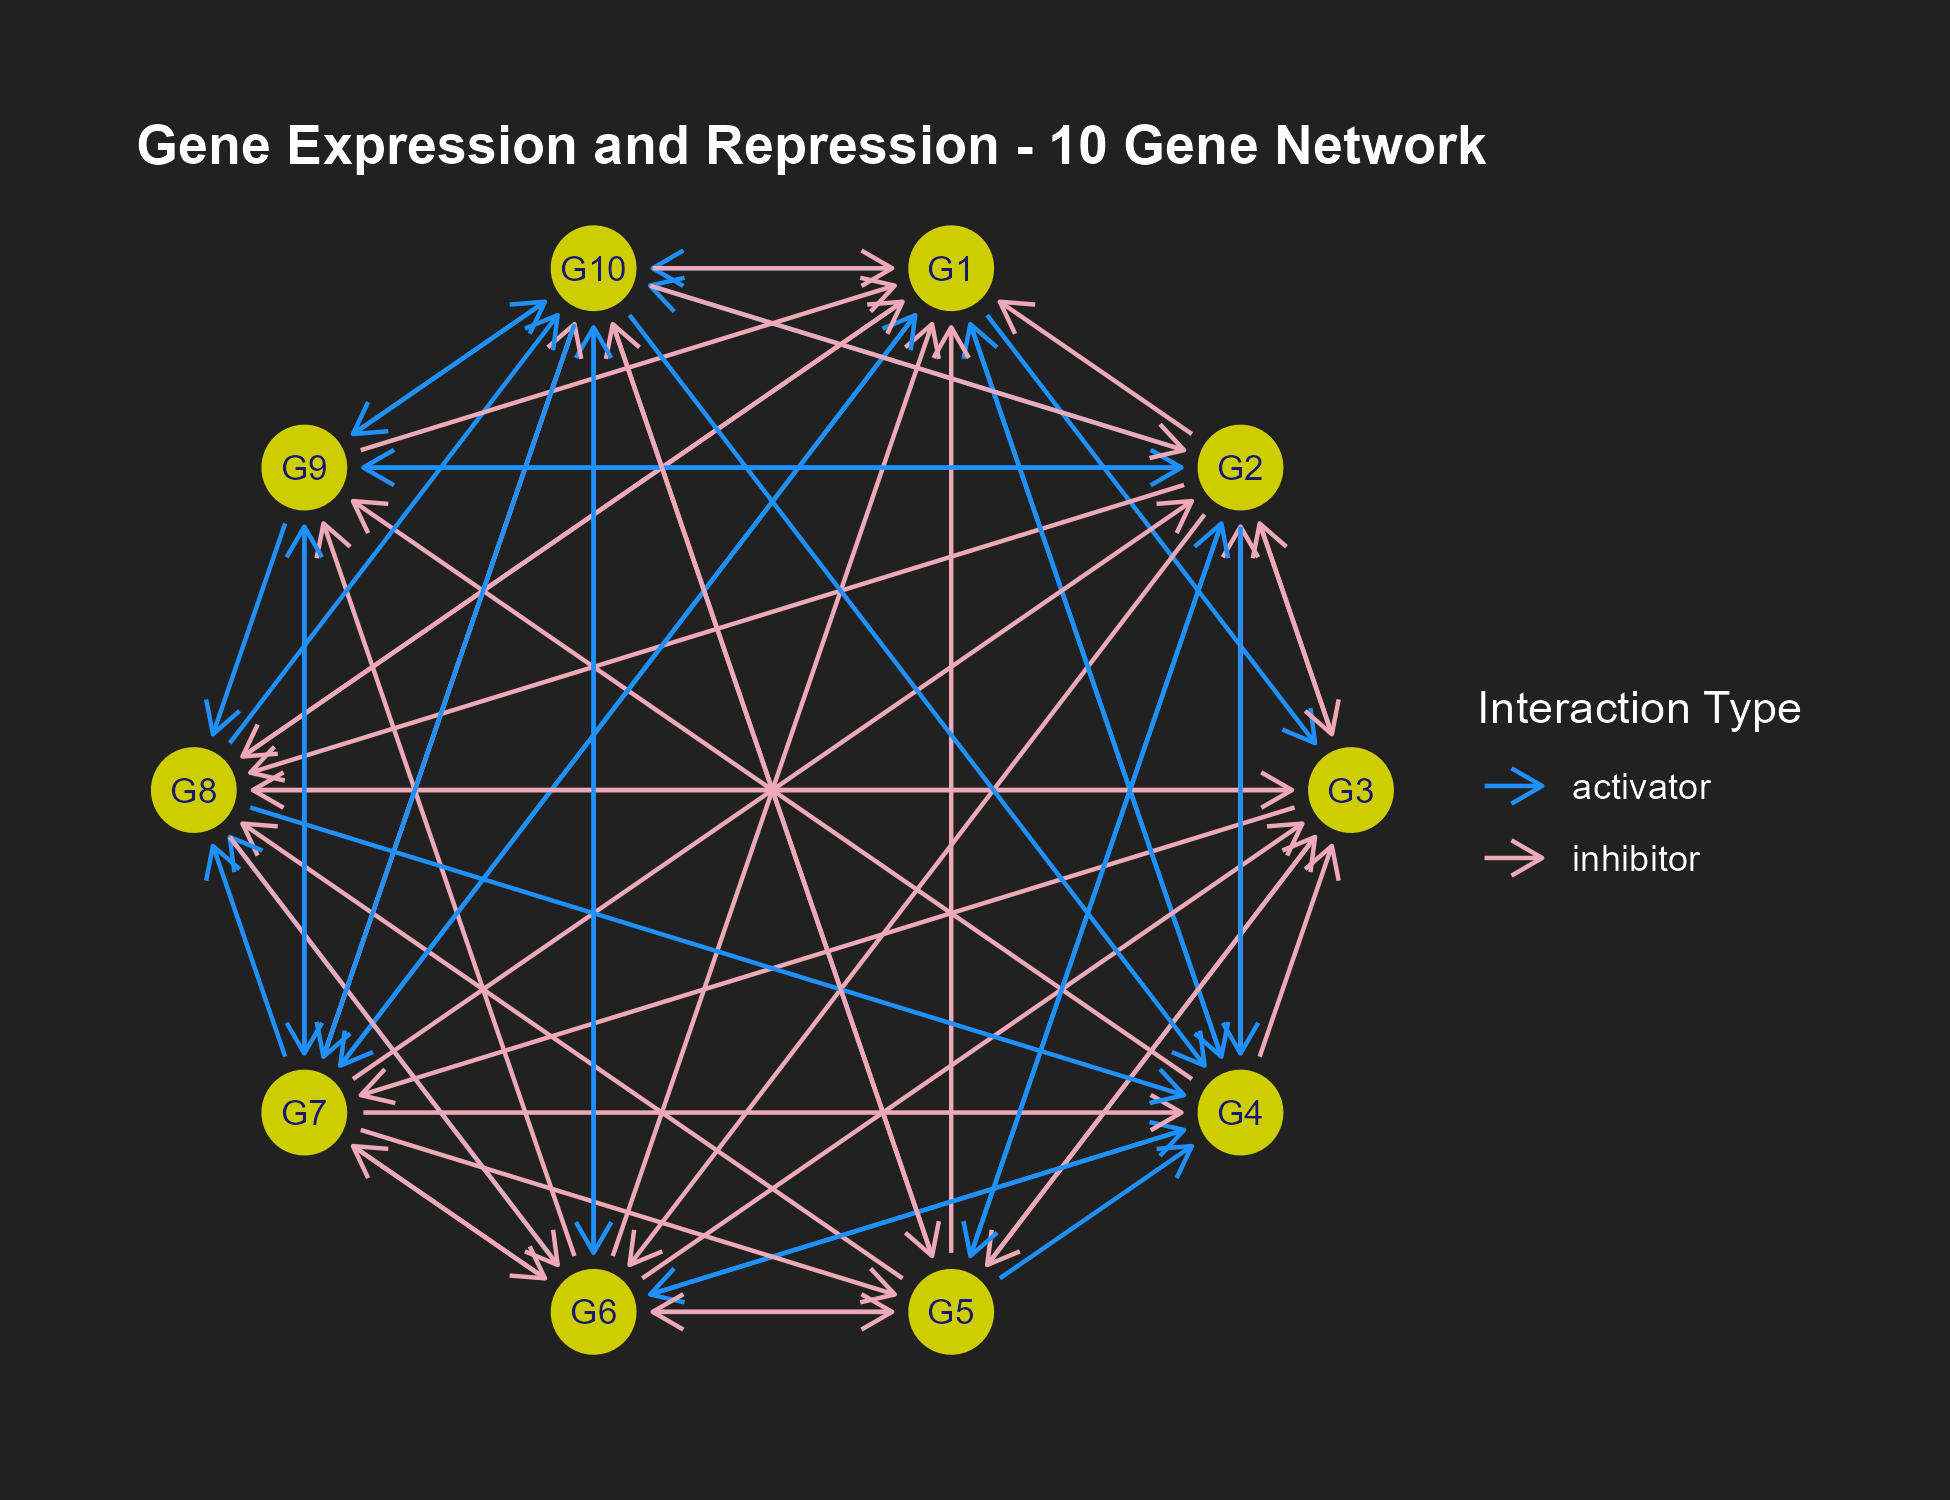 Gene Expression and Repression - 10 Gene Network
G10
G1
G9
G2
G8
G3
G7
G4
G6
G5
Interaction Type
activator
inhibitor